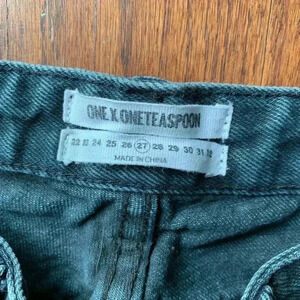 ONE X ONETEASPOON
22 23 24 25 26 27 28 29 30 31 32
MADE IN CHINA